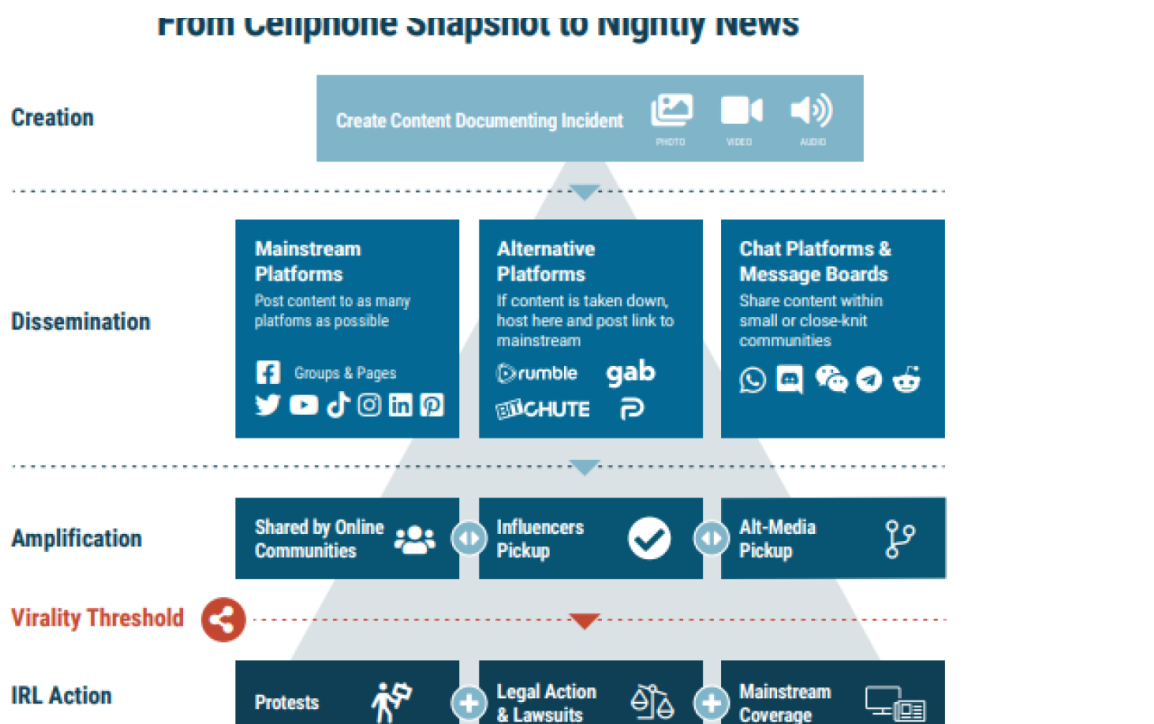 From Cellphone Snapshot to Nightly News
Creation
Create Content Documenting Incident
PHOTO
VIDEO
AUDIO
Dissemination
Mainstream
Platforms
Post content to as many
platfoms as possible
Groups & Pages
Alternative
Platforms
If content is taken down,
host here and post link to
mainstream
rumble
gab
BITCHUTE
Chat Platforms &
Message Boards
Share content within
small or close-knit
communities
Amplification
Shared by Online
Communities
Influencers
Pickup
Alt-Media
Pickup
Virality Threshold
IRL Action
Protests
Legal Action
& Lawsuits
Mainstream
Coverage